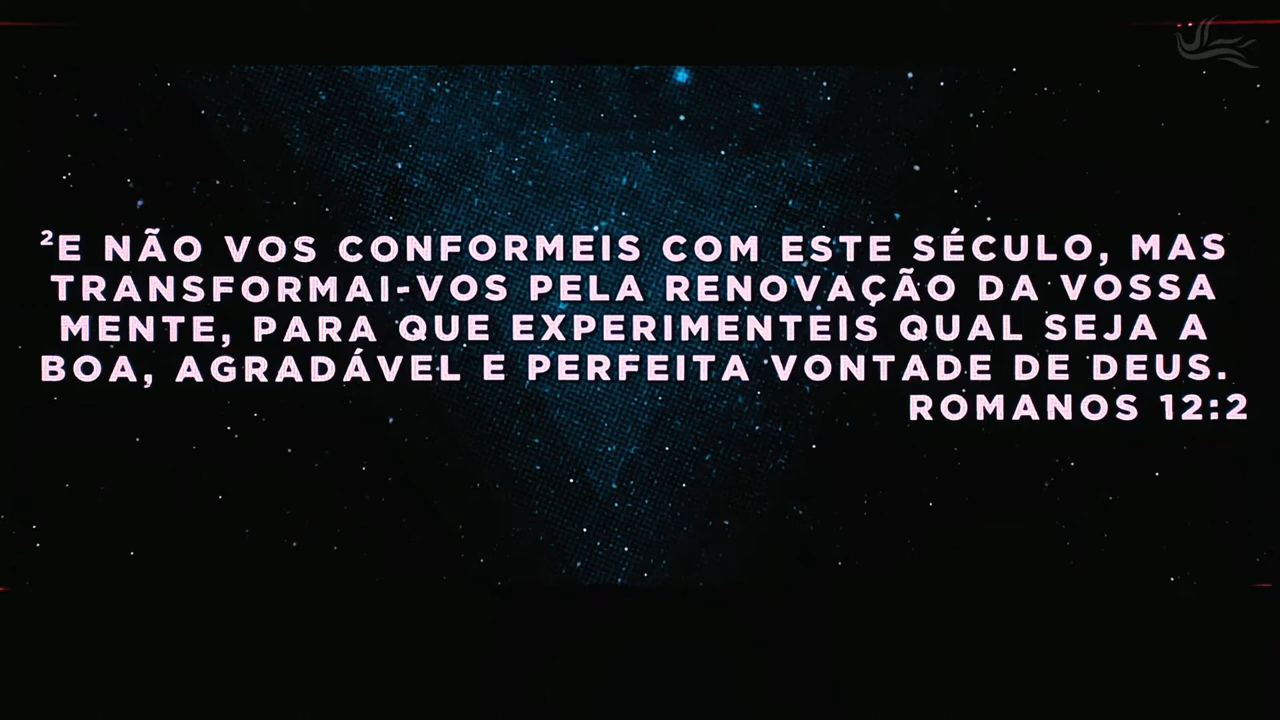 ²E NÃO VOS CONFORMEIS COM ESTE SÉCULO, MAS
TRANSFORMAI-VOS PELA RENOVAÇÃO DA VOSSA
MENTE, PARA QUE EXPERIMENTEIS QUAL SEJA A
BOA, AGRADÁVEL E PERFEITA VONTADE DE DEUS.
ROMANOS 12:2